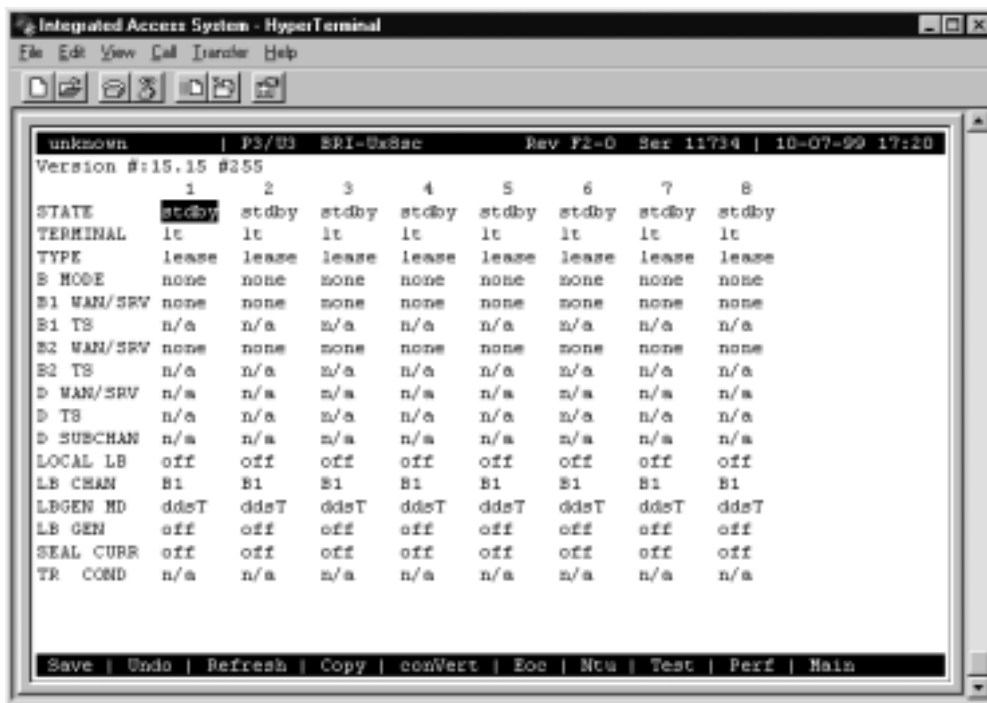 Integrated Access System - HyperTerminal
File Edit View Call Transfer Help
unknown | P3/U3 BRI-Ux8sc Rev F2-0 Ser 11734 | 10-07-99 17:20
Version #:15.15 #255
1 2 3 4 5 6 7 8
STATE stdby stdby stdby stdby stdby stdby stdby stdby
TERMINAL lt lt lt lt lt lt lt lt
TYPE lease lease lease lease lease lease lease lease
B MODE none none none none none none none none
B1 WAN/SRV none none none none none none none none
B1 TS n/a n/a n/a n/a n/a n/a n/a n/a
B2 WAN/SRV none none none none none none none none
B2 TS n/a n/a n/a n/a n/a n/a n/a n/a
D WAN/SRV n/a n/a n/a n/a n/a n/a n/a n/a
D TS n/a n/a n/a n/a n/a n/a n/a n/a
D SUBCHAN n/a n/a n/a n/a n/a n/a n/a n/a
LOCAL LB off off off off off off off off
LB CHAN B1 B1 B1 B1 B1 B1 B1 B1
LBGEN MD ddsT ddsT ddsT ddsT ddsT ddsT ddsT ddsT
LB GEN off off off off off off off off
SEAL CURR off off off off off off off off
TR COND n/a n/a n/a n/a n/a n/a n/a n/a
Save | Undo | Refresh | Copy | conVert | Eoc | Ntu | Test | Perf | Main